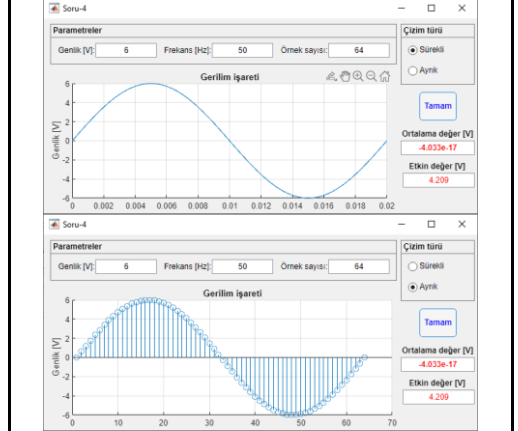 Soru-4
Parametreler
Çizim türü
Genlik [V]: 6 Frekans [Hz]: 50 Örnek sayısı: 64
Sürekli
Ayrık
Gerilim işareti
Tamam
Genlik [V]
6
4
2
0
-2
-4
-6
0 0.002 0.004 0.006 0.008 0.01 0.012 0.014 0.016 0.018 0.02
Ortalama değer [V]
-4.033e-17
Etkin değer [V]
4.209
Soru-4
Parametreler
Çizim türü
Genlik [V]: 6 Frekans [Hz]: 50 Örnek sayısı: 64
Sürekli
Ayrık
Gerilim işareti
Tamam
Genlik [V]
6
4
2
0
-2
-4
-6
0 10 20 30 40 50 60 70
Ortalama değer [V]
-4.033e-17
Etkin değer [V]
4.209